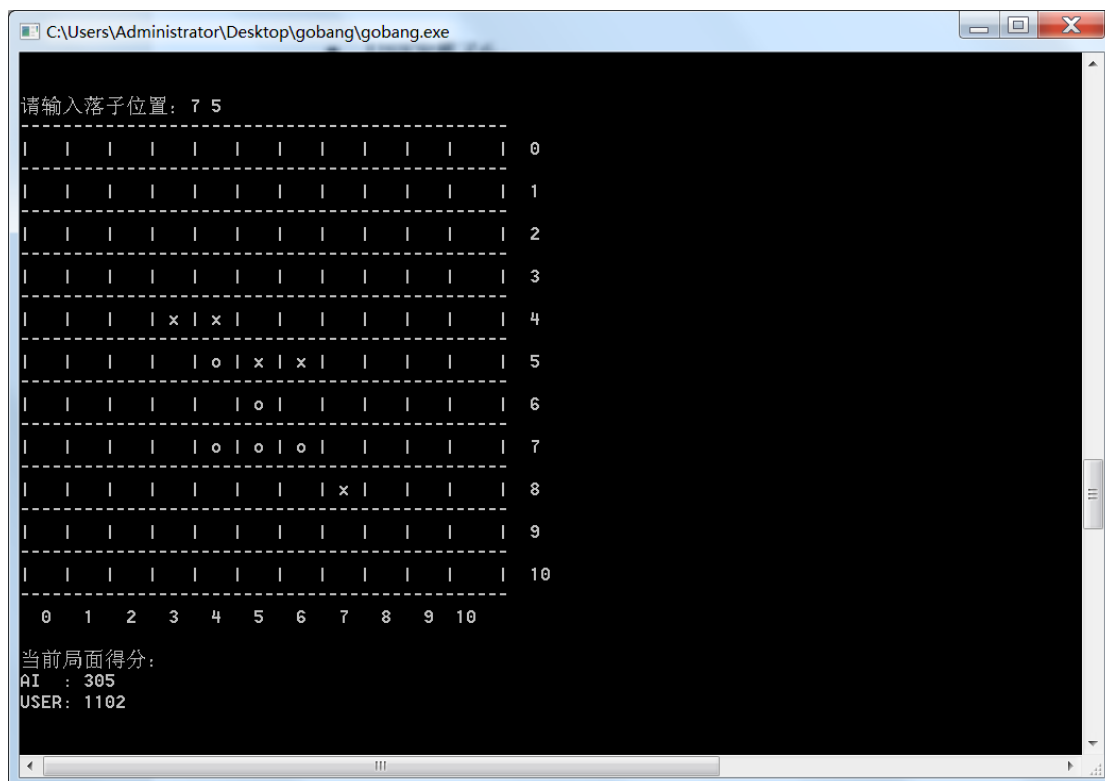 C:\Users\Administrator\Desktop\gobang\gobang.exe
请输入落子位置: 7 5
-----------------------------------------------
|   |   |   |   |   |   |   |   |   |   |    |  0
-----------------------------------------------
|   |   |   |   |   |   |   |   |   |   |    |  1
-----------------------------------------------
|   |   |   |   |   |   |   |   |   |   |    |  2
-----------------------------------------------
|   |   |   |   |   |   |   |   |   |   |    |  3
-----------------------------------------------
|   |   |   | x | x |   |   |   |   |   |    |  4
-----------------------------------------------
|   |   |   |   | o | x | x |   |   |   |    |  5
-----------------------------------------------
|   |   |   |   |   | o |   |   |   |   |    |  6
-----------------------------------------------
|   |   |   |   | o | o | o |   |   |   |    |  7
-----------------------------------------------
|   |   |   |   |   |   |   | x |   |   |    |  8
-----------------------------------------------
|   |   |   |   |   |   |   |   |   |   |    |  9
-----------------------------------------------
|   |   |   |   |   |   |   |   |   |   |    |  10
-----------------------------------------------
0 1 2 3 4 5 6 7 8 9 10
当前局面得分:
AI : 305
USER: 1102